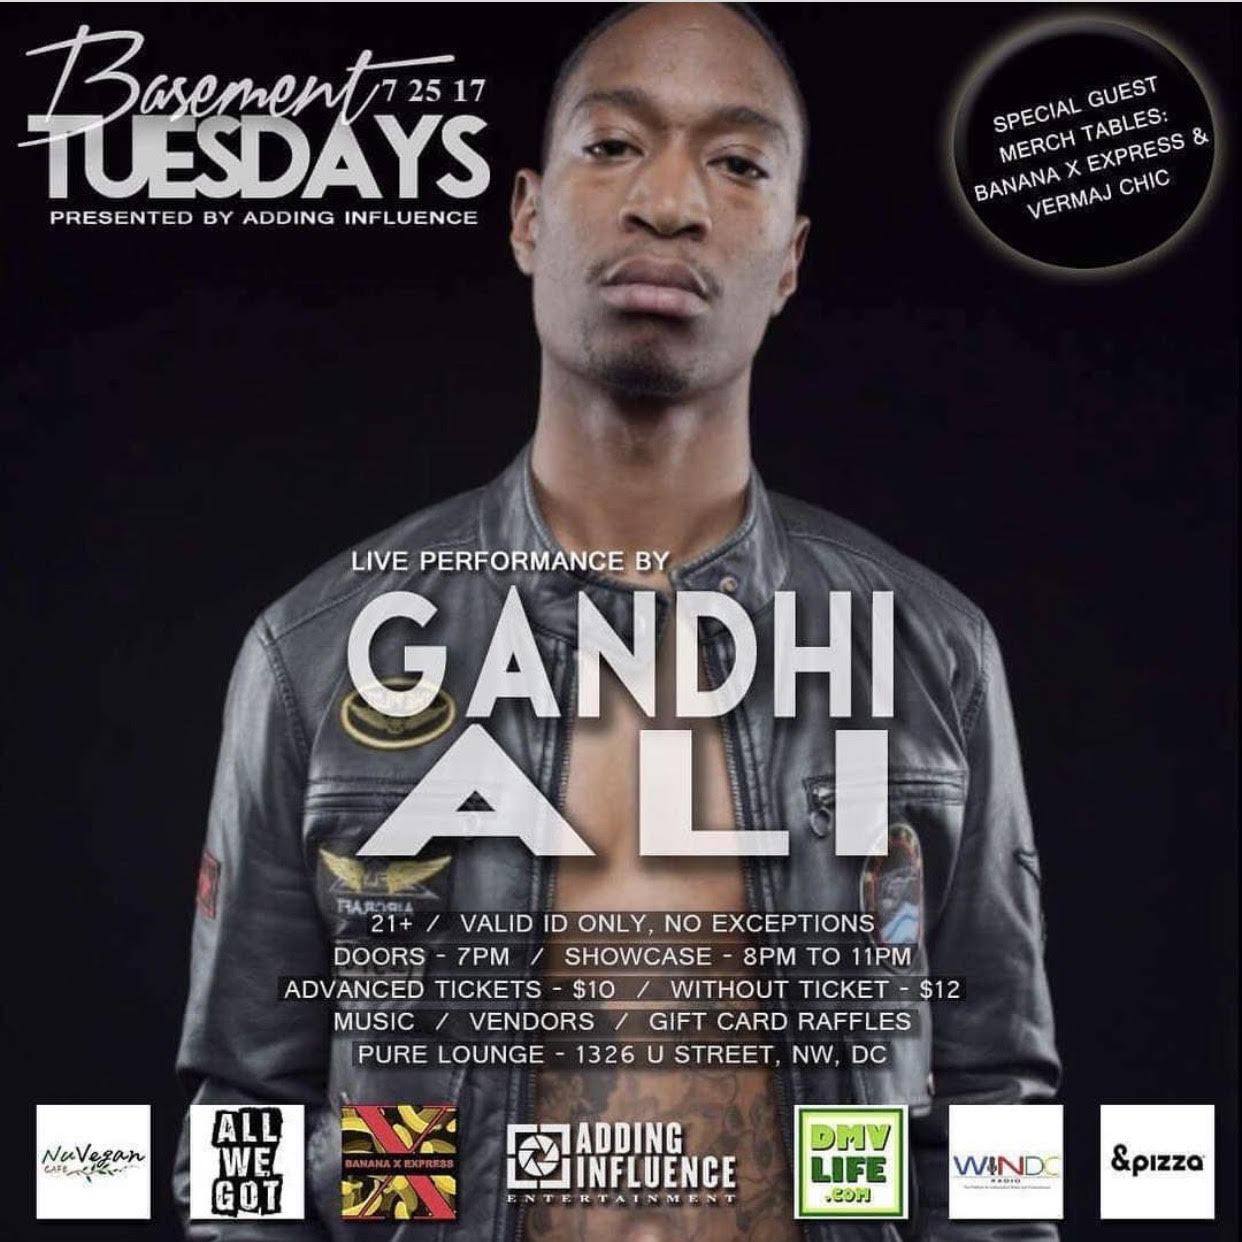 Basement 7 25 17
TUESDAYS
PRESENTED BY ADDING INFLUENCE
SPECIAL GUEST
MERCH TABLES:
BANANA X EXPRESS &
VERMAJ CHIC
LIVE PERFORMANCE BY
GANDHI
ALI
21+ / VALID ID ONLY, NO EXCEPTIONS
DOORS - 7PM / SHOWCASE - 8PM TO 11PM
ADVANCED TICKETS - $10 / WITHOUT TICKET - $12
MUSIC / VENDORS / GIFT CARD RAFFLES
PURE LOUNGE - 1326 U STREET, NW, DC
NuVegan
CAFE
ALL
WE
GOT
BANANA X EXPRESS
ADDING
INFLUENCE
ENTERTAINMENT
DMV
LIFE
.COM
WINDC
RADIO
&pizza